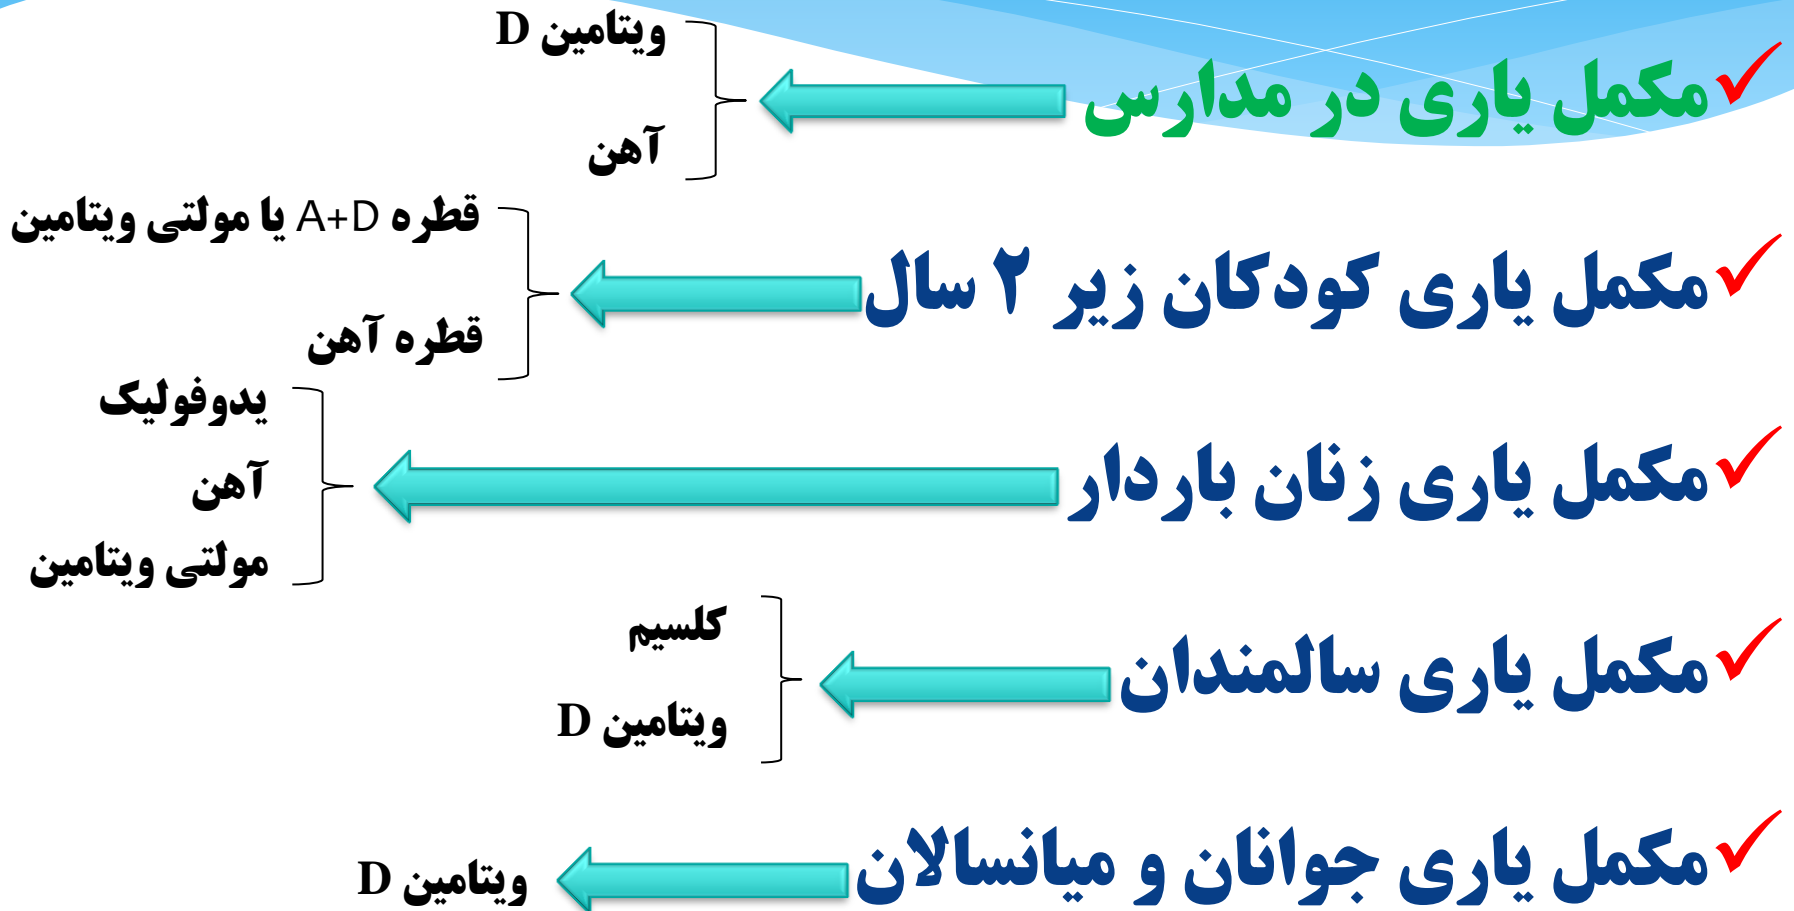 مکمل یاری در مدارس
ویتامین D
آهن
مکمل یاری کودکان زیر ۲ سال
قطره A+D یا مولتی ویتامین
قطره آهن
مکمل یاری زنان باردار
یدوفولیک
آهن
مولتی ویتامین
مکمل یاری سالمندان
کلسیم
ویتامین D
مکمل یاری جوانان و میانسالان
ویتامین D